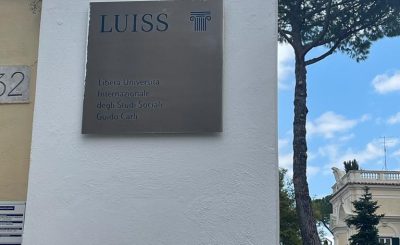 LUISS
Libera Università
Internazionale
degli Studi Sociali
Guido Carli
32